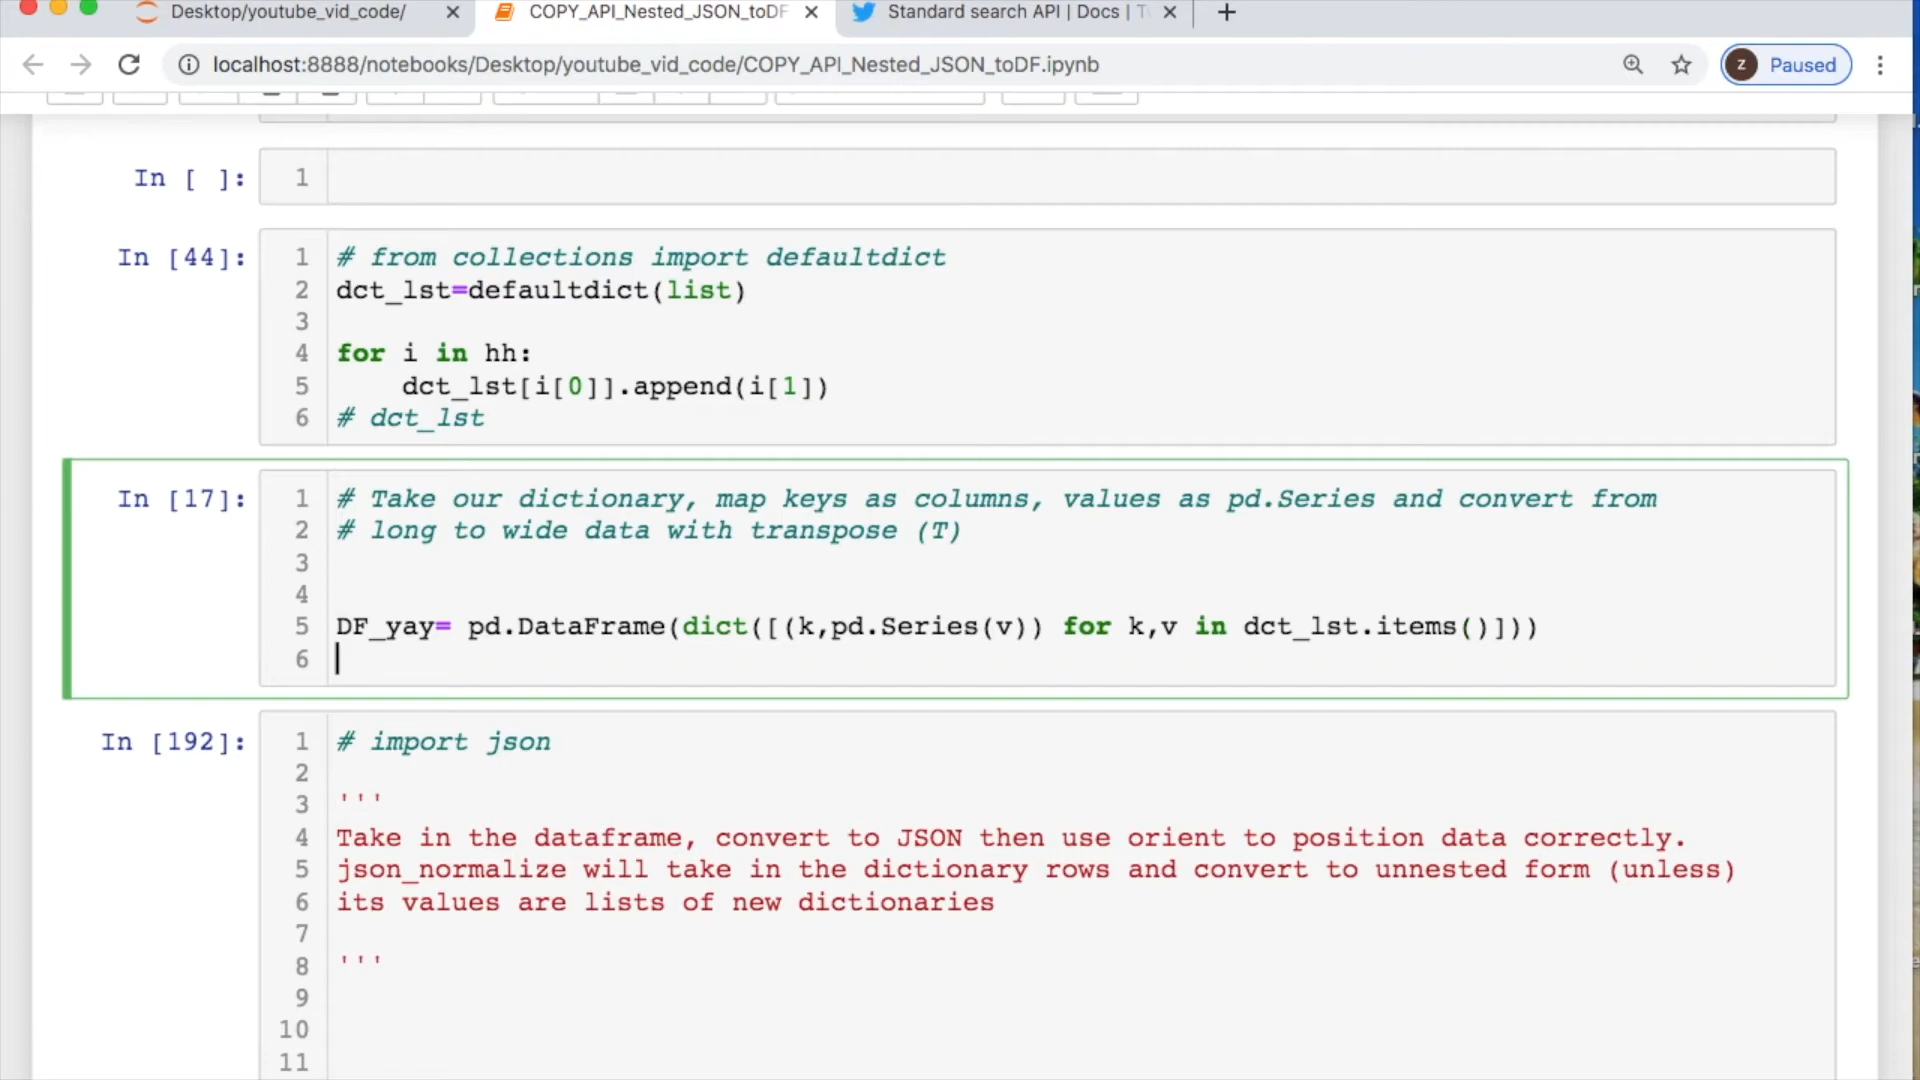 Desktop/youtube_vid_code/
COPY_API_Nested_JSON_toDF
Standard search API | Docs | Tw
localhost:8888/notebooks/Desktop/youtube_vid_code/COPY_API_Nested_JSON_toDF.ipynb
z Paused
In [ ]:
1
In [44]:
1 # from collections import defaultdict
2 dct_lst=defaultdict(list)
3
4 for i in hh:
5     dct_lst[i[0]].append(i[1])
6 # dct_lst
In [17]:
1 # Take our dictionary, map keys as columns, values as pd.Series and convert from
2 # long to wide data with transpose (T)
3
4
5 DF_yay= pd.DataFrame(dict([(k,pd.Series(v)) for k,v in dct_lst.items()]))
6
In [192]:
1 # import json
2
3 '''
4 Take in the dataframe, convert to JSON then use orient to position data correctly.
5 json_normalize will take in the dictionary rows and convert to unnested form (unless)
6 its values are lists of new dictionaries
7
8 '''
9
10
11